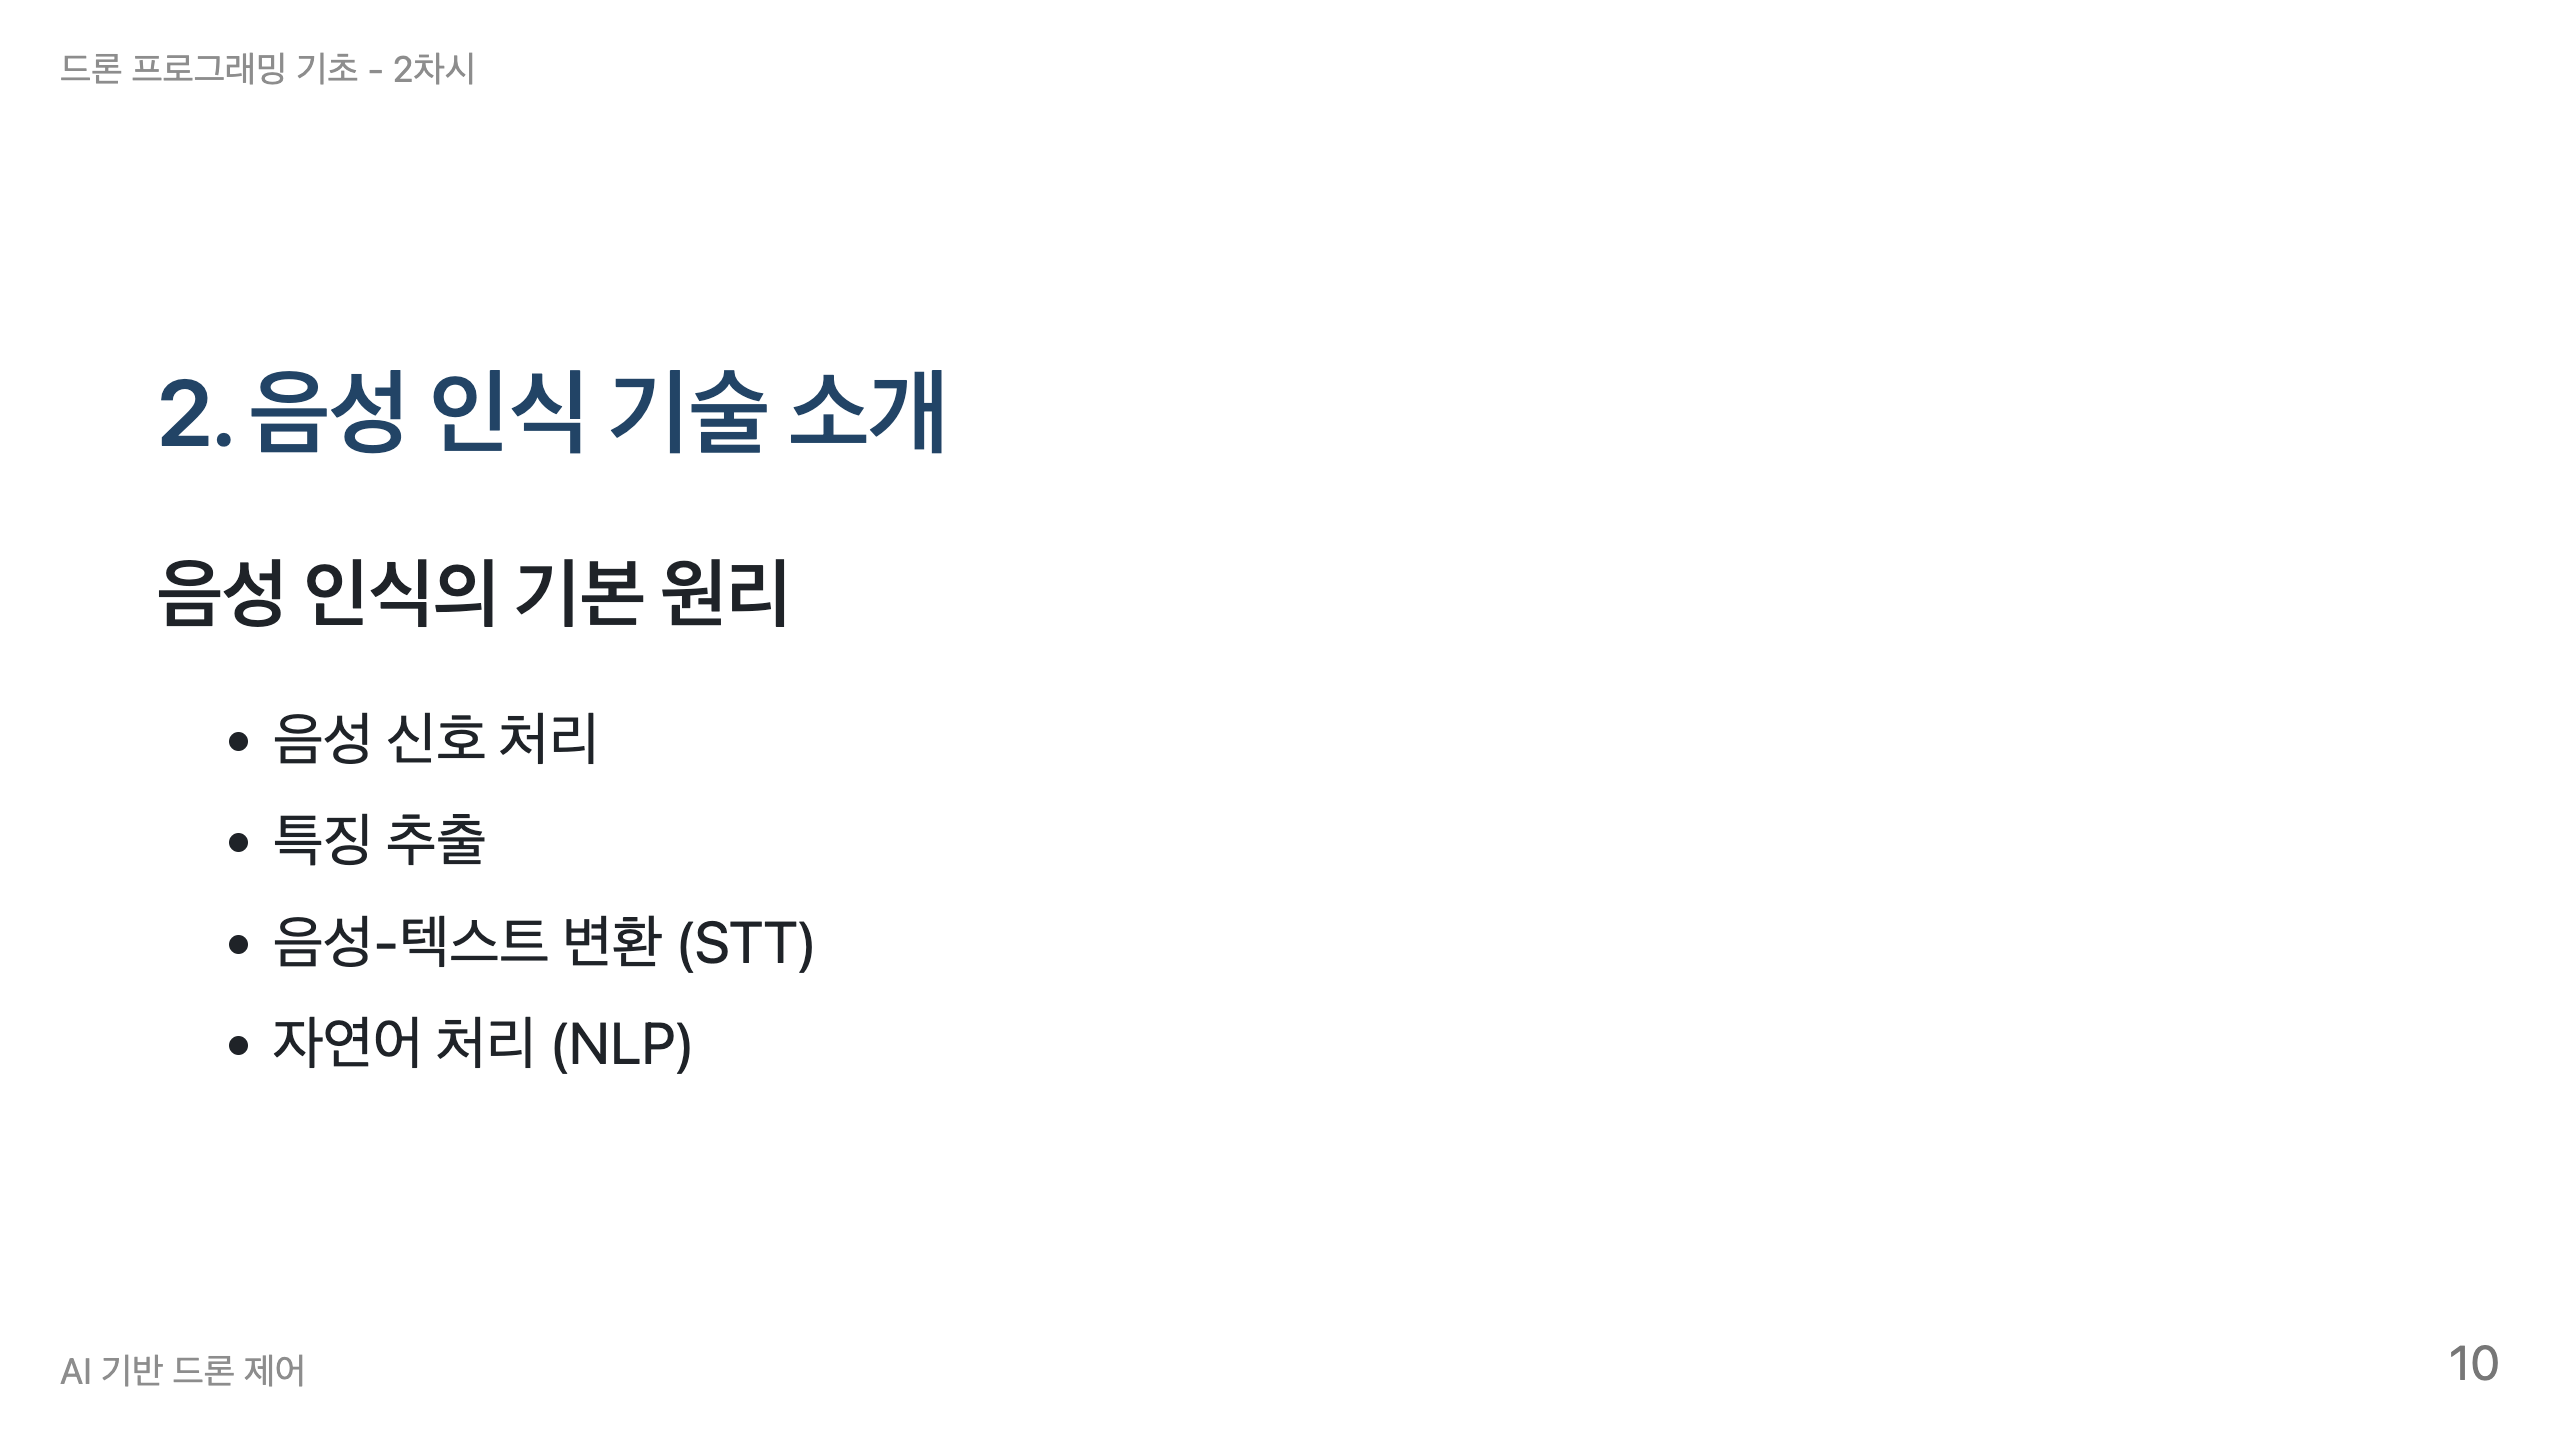 드론 프로그래밍 기초 - 2차시
2. 음성 인식 기술 소개
음성 인식의 기본 원리
• 음성 신호 처리
• 특징 추출
• 음성-텍스트 변환 (STT)
• 자연어 처리 (NLP)
AI 기반 드론 제어
10